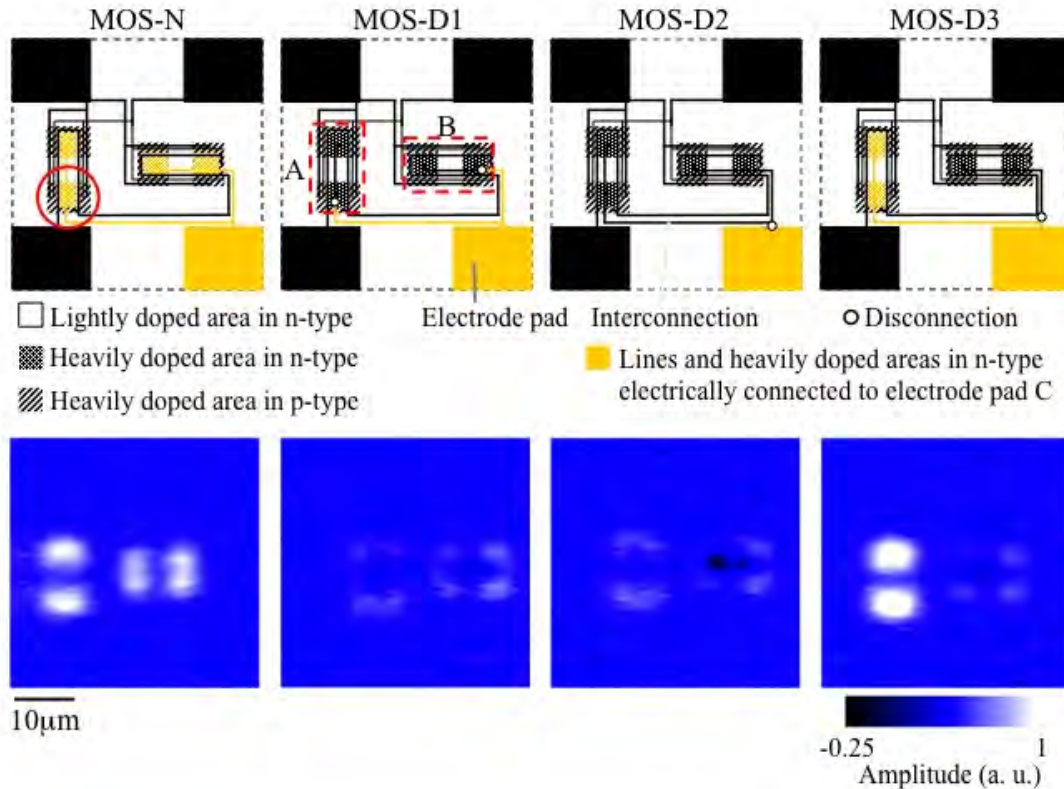 MOS-N MOS-D1 MOS-D2 MOS-D3
A B
Lightly doped area in n-type Electrode pad Interconnection Disconnection
Heavily doped area in n-type Lines and heavily doped areas in n-type
Heavily doped area in p-type electrically connected to electrode pad C
10μm
-0.25 1
Amplitude (a. u.)